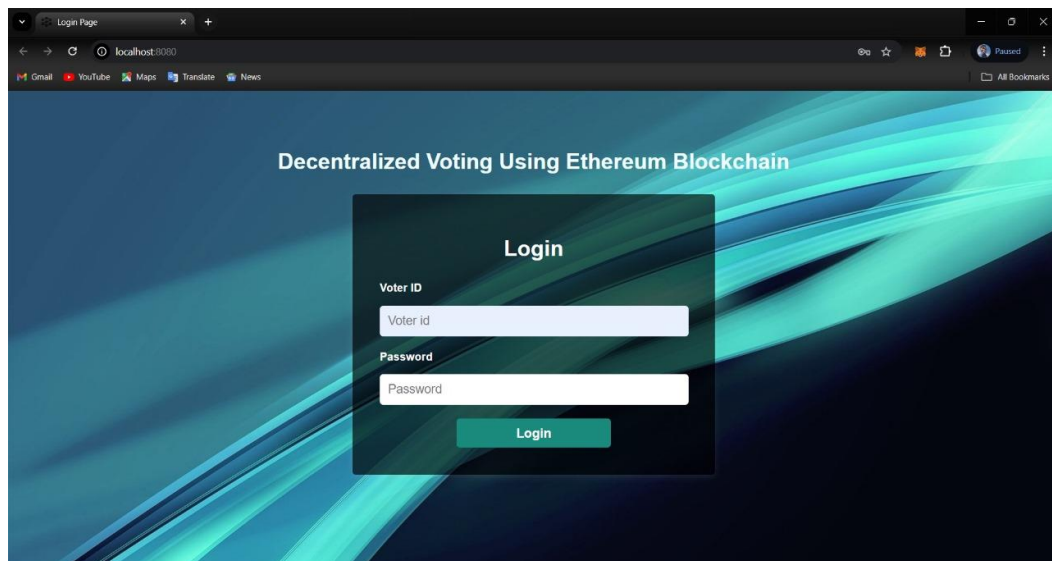 Login Page
localhost:8080
Paused
Gmail YouTube Maps Translate News All Bookmarks
Decentralized Voting Using Ethereum Blockchain
Login
Voter ID
Voter id
Password
Password
Login